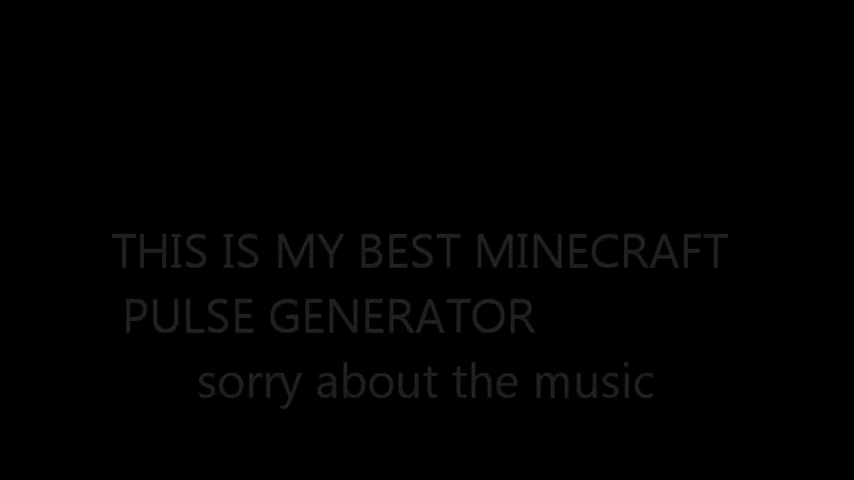 THIS IS MY BEST MINECRAFT
PULSE GENERATOR
sorry about the music